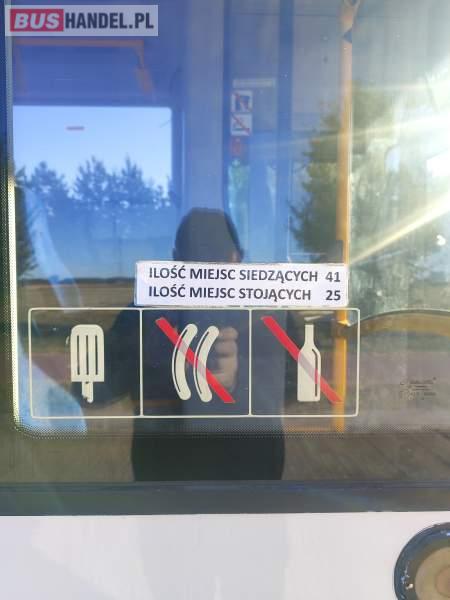 BUSHANDEL.PL
ILOŚĆ MIEJSC SIEDZĄCYCH 41
ILOŚĆ MIEJSC STOJĄCYCH 25